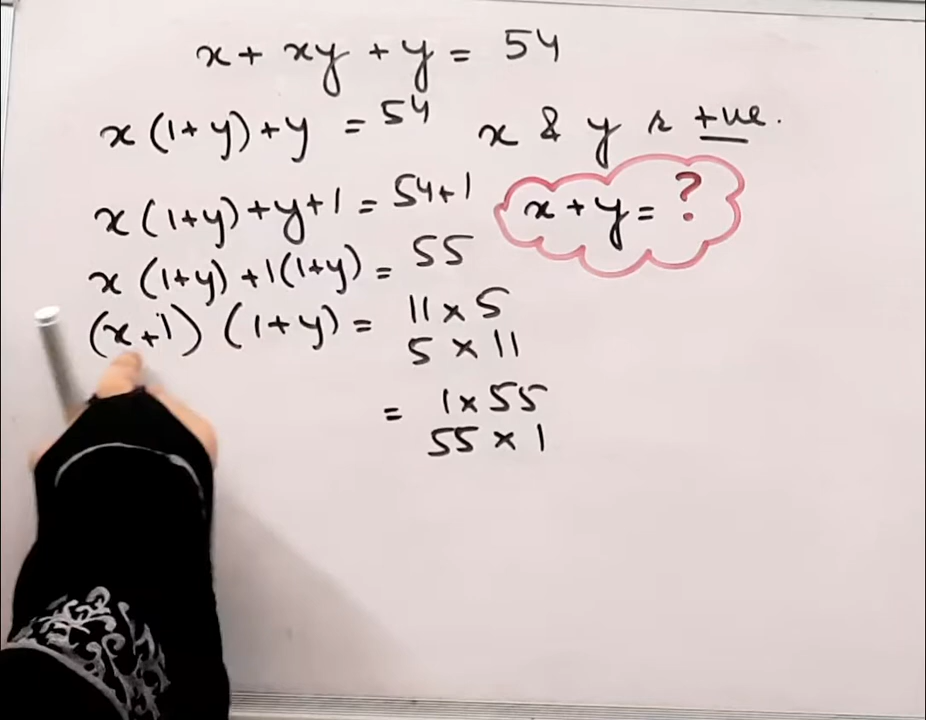 x + xy + y = 54
x (1+y) + y = 54
x & y r +ve.
x (1+y) + y + 1 = 54+1
x + y = ?
x (1+y) + 1(1+y) = 55
(x+1) (1+y) = 11 x 5
5 x 11
= 1 x 55
55 x 1